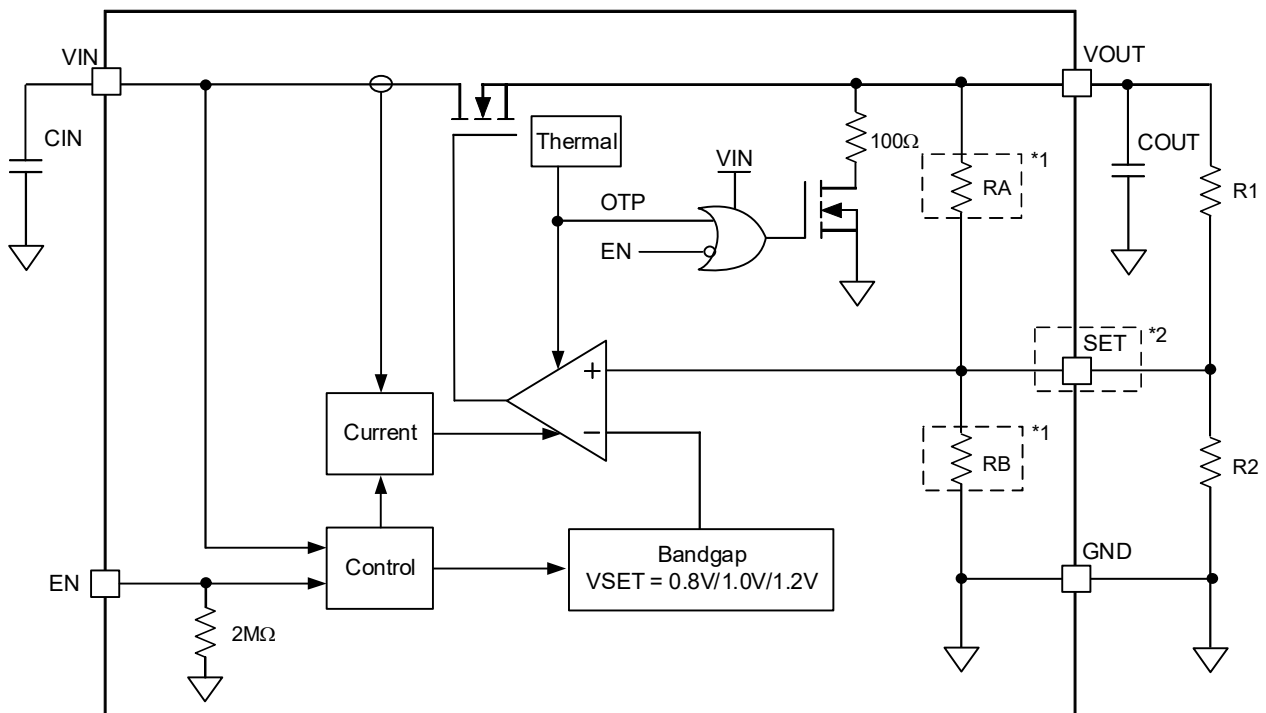 VIN
VOUT
CIN
Thermal
100Ω
COUT
*1
RA
VIN
R1
OTP
EN
SET
*2
+
Current
−
*1
RB
R2
EN
Control
Bandgap
VSET = 0.8V/1.0V/1.2V
GND
2MΩ